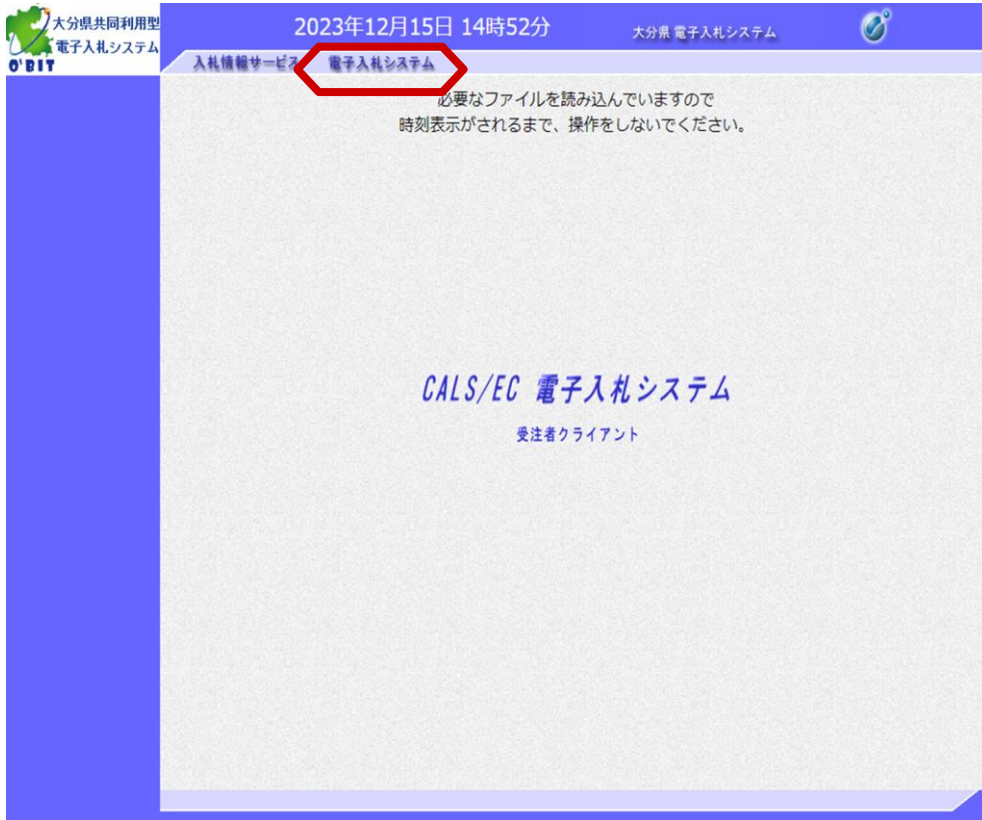 大分県共同利用型
電子入札システム
O'BIT
2023年12月15日 14時52分
大分県 電子入札システム
入札情報サービス 電子入札システム
必要なファイルを読み込んでいますので
時刻表示がされるまで、操作をしないでください。
CALS/EC 電子入札システム
受注者クライアント